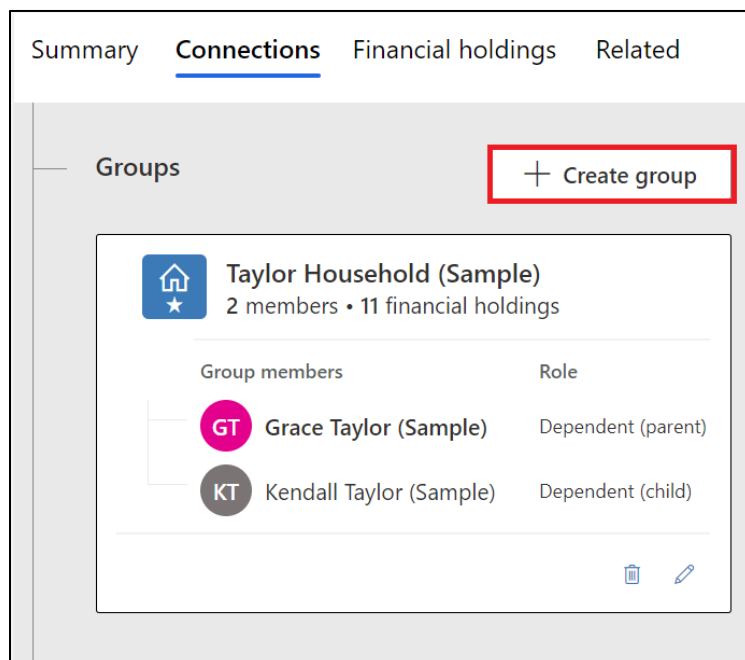 Summary Connections Financial holdings Related
Groups + Create group
Taylor Household (Sample)
2 members • 11 financial holdings
Group members Role
GT Grace Taylor (Sample) Dependent (parent)
KT Kendall Taylor (Sample) Dependent (child)